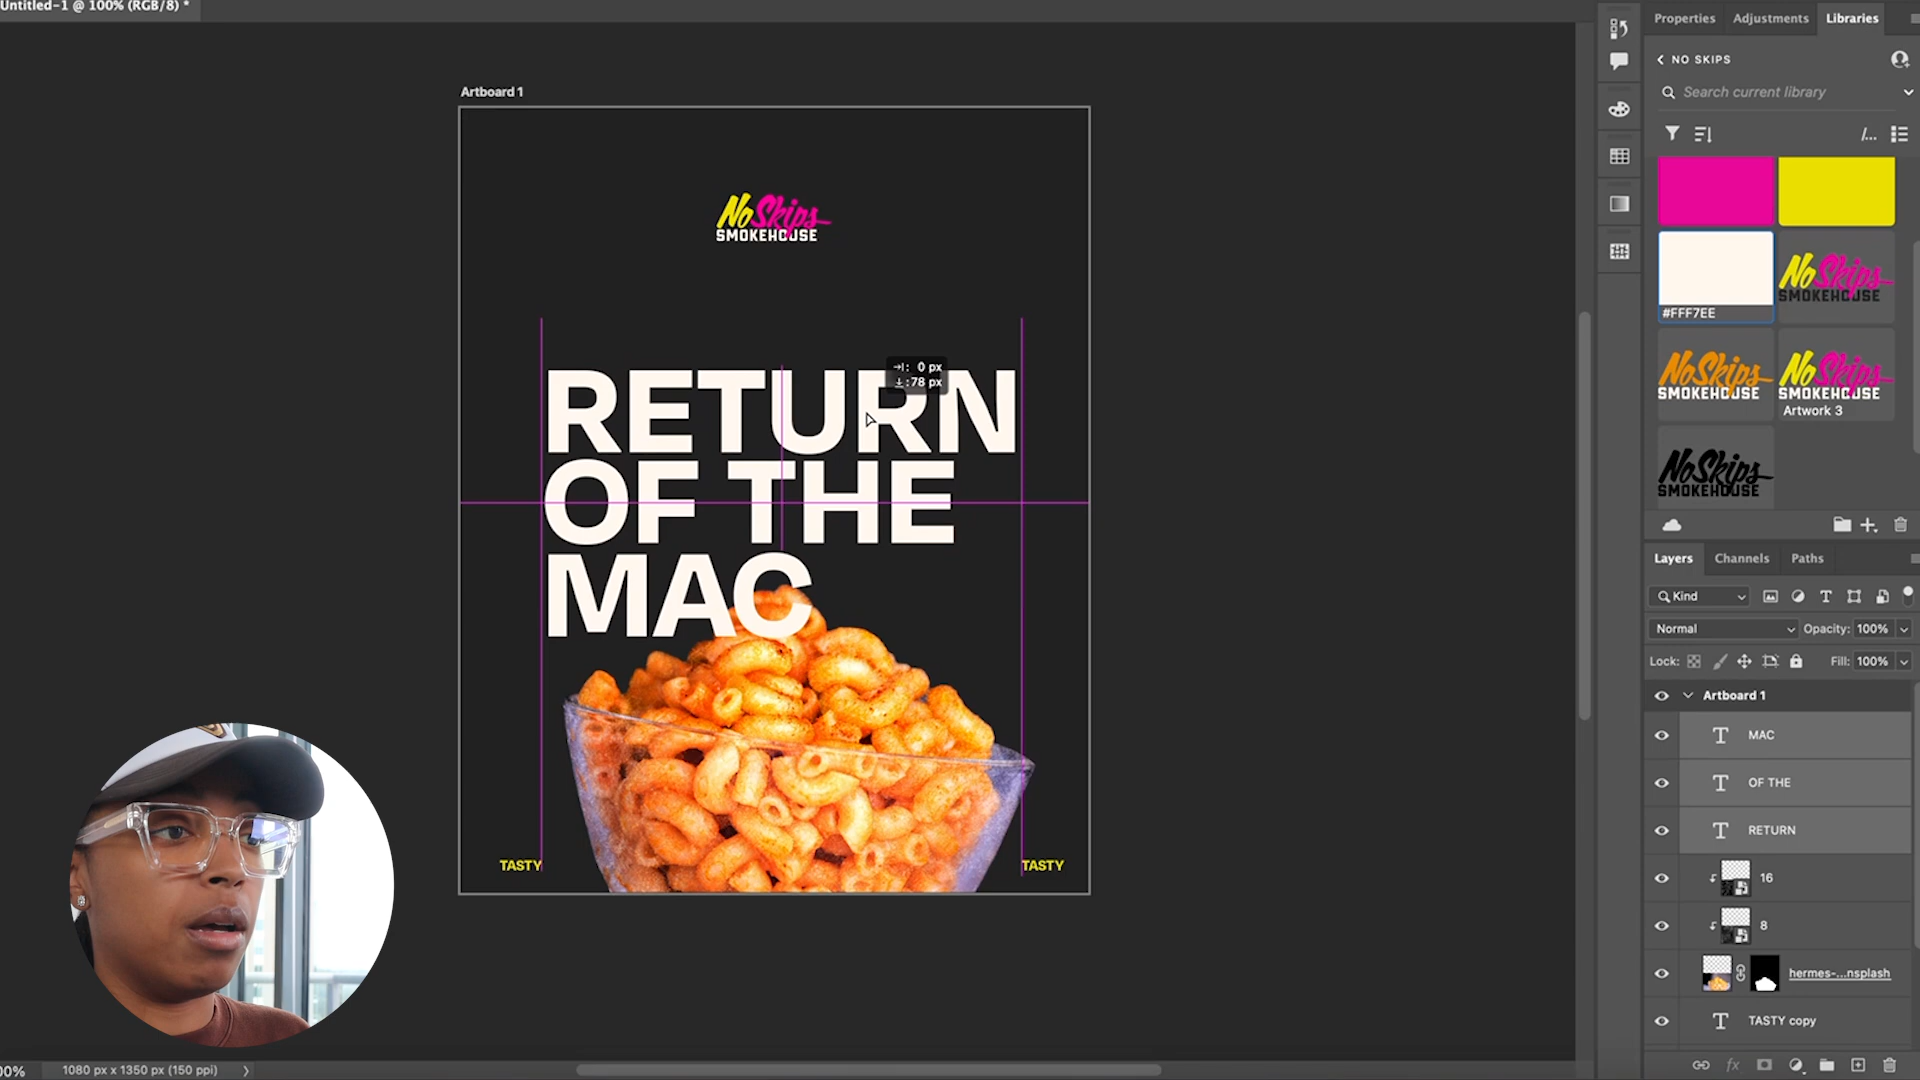 Untitled-1 @ 100% (RGB/8) *
Artboard 1
No Skips
SMOKEHOUSE
→|: 0 px
↓: 78 px
RETURN
OF THE
MAC
TASTY
TASTY
1080 px x 1350 px (150 ppi)
Properties
Adjustments
Libraries
NO SKIPS
Search current library
/...
#FFF7EE
No Skips
SMOKEHOUSE
No Skips
SMOKEHOUSE
No Skips
SMOKEHOUSE
Artwork 3
No Skips
SMOKEHOUSE
Layers
Channels
Paths
Kind
Normal
Opacity: 100%
Lock:
Fill: 100%
Artboard 1
T MAC
T OF THE
T RETURN
16
8
hermes-...nsplash
T TASTY copy
fx